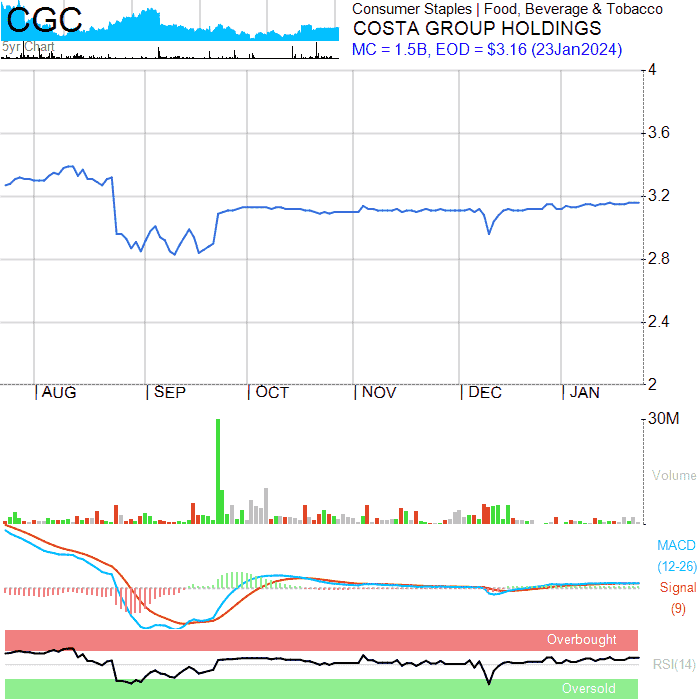 CGC
5yr Chart
Consumer Staples | Food, Beverage & Tobacco
COSTA GROUP HOLDINGS
MC = 1.5B, EOD = $3.16 (23Jan2024)
4
3.6
3.2
2.8
2.4
2
AUG
SEP
OCT
NOV
DEC
JAN
30M
Volume
MACD
(12-26)
Signal
(9)
Overbought
RSI(14)
Oversold